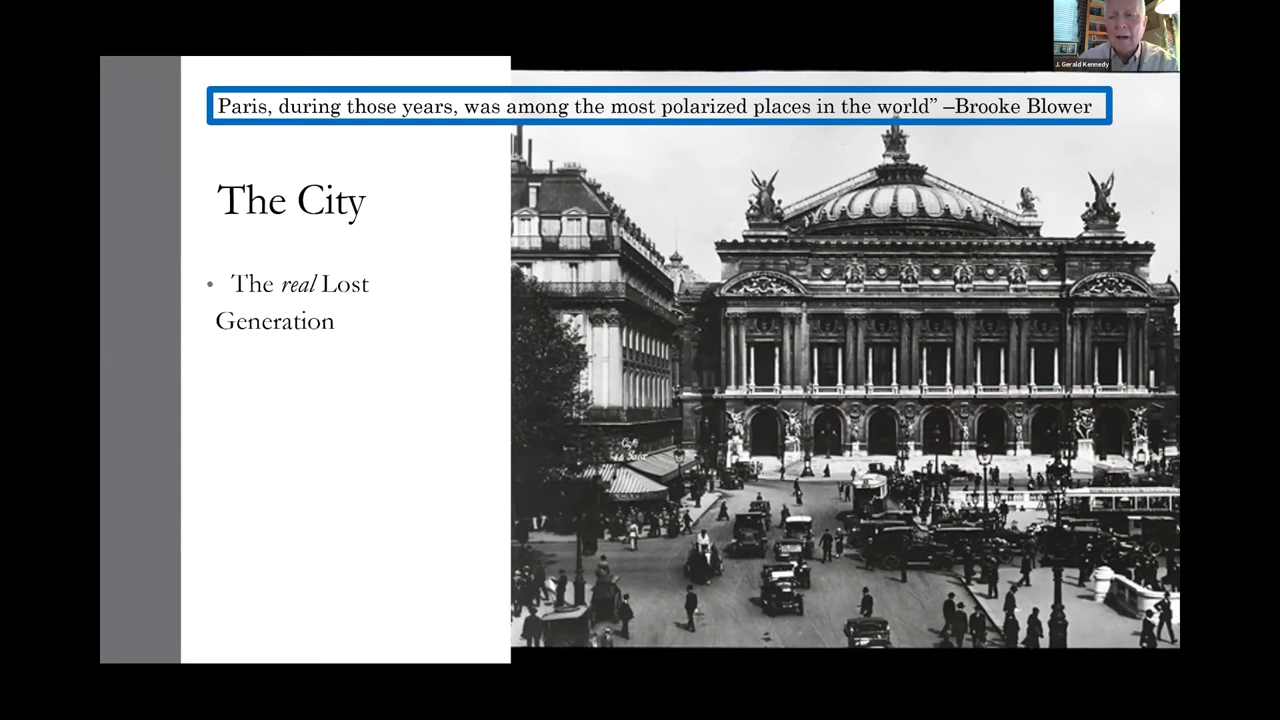 J. Gerald Kennedy
Paris, during those years, was among the most polarized places in the world” –Brooke Blower
The City
• The real Lost
Generation
Café